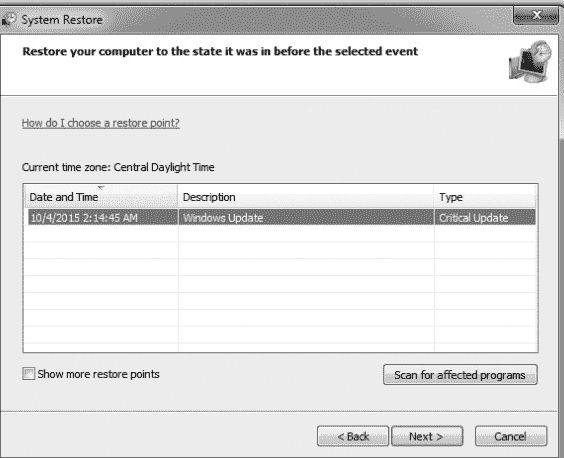 System Restore
Restore your computer to the state it was in before the selected event
How do I choose a restore point?
Current time zone: Central Daylight Time
Date and Time Description Type
10/4/2015 2:14:45 AM Windows Update Critical Update
Show more restore points Scan for affected programs
< Back Next > Cancel